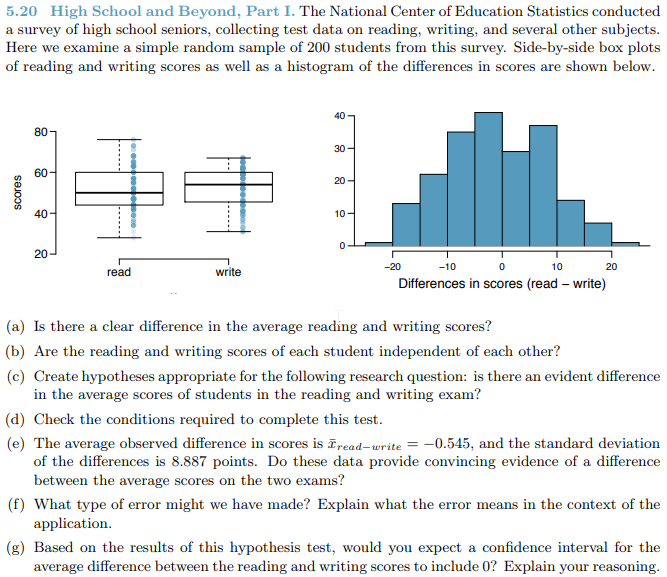 5.20 High School and Beyond, Part I. The National Center of Education Statistics conducted
a survey of high school seniors, collecting test data on reading, writing, and several other subjects.
Here we examine a simple random sample of 200 students from this survey. Side-by-side box plots
of reading and writing scores as well as a histogram of the differences in scores are shown below.
scores
80
60
40
20
read
write
40
30
20
10
0
−20
−10
0
10
20
Differences in scores (read − write)
(a) Is there a clear difference in the average reading and writing scores?
(b) Are the reading and writing scores of each student independent of each other?
(c) Create hypotheses appropriate for the following research question: is there an evident difference
in the average scores of students in the reading and writing exam?
(d) Check the conditions required to complete this test.
(e) The average observed difference in scores is x̄read−write = −0.545, and the standard deviation
of the differences is 8.887 points. Do these data provide convincing evidence of a difference
between the average scores on the two exams?
(f) What type of error might we have made? Explain what the error means in the context of the
application.
(g) Based on the results of this hypothesis test, would you expect a confidence interval for the
average difference between the reading and writing scores to include 0? Explain your reasoning.